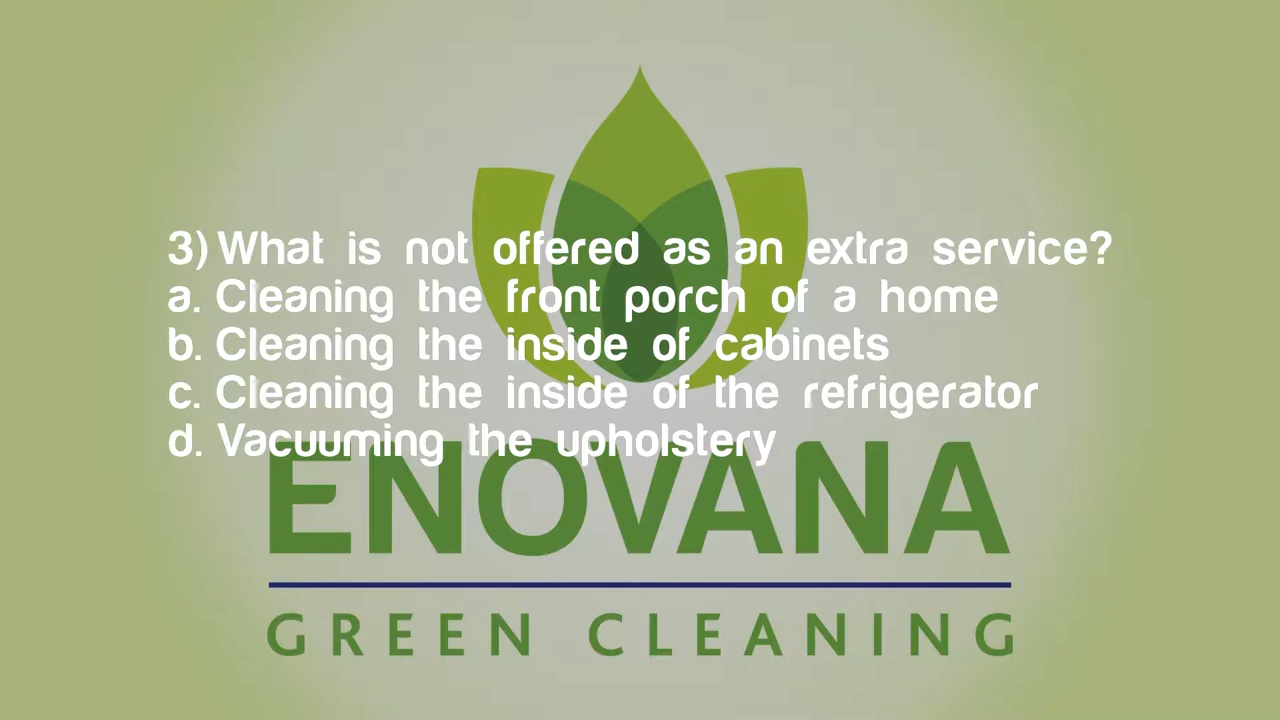 3) What is not offered as an extra service?
a. Cleaning the front porch of a home
b. Cleaning the inside of cabinets
c. Cleaning the inside of the refrigerator
d. Vacuuming the upholstery
ENOVANA
GREEN CLEANING